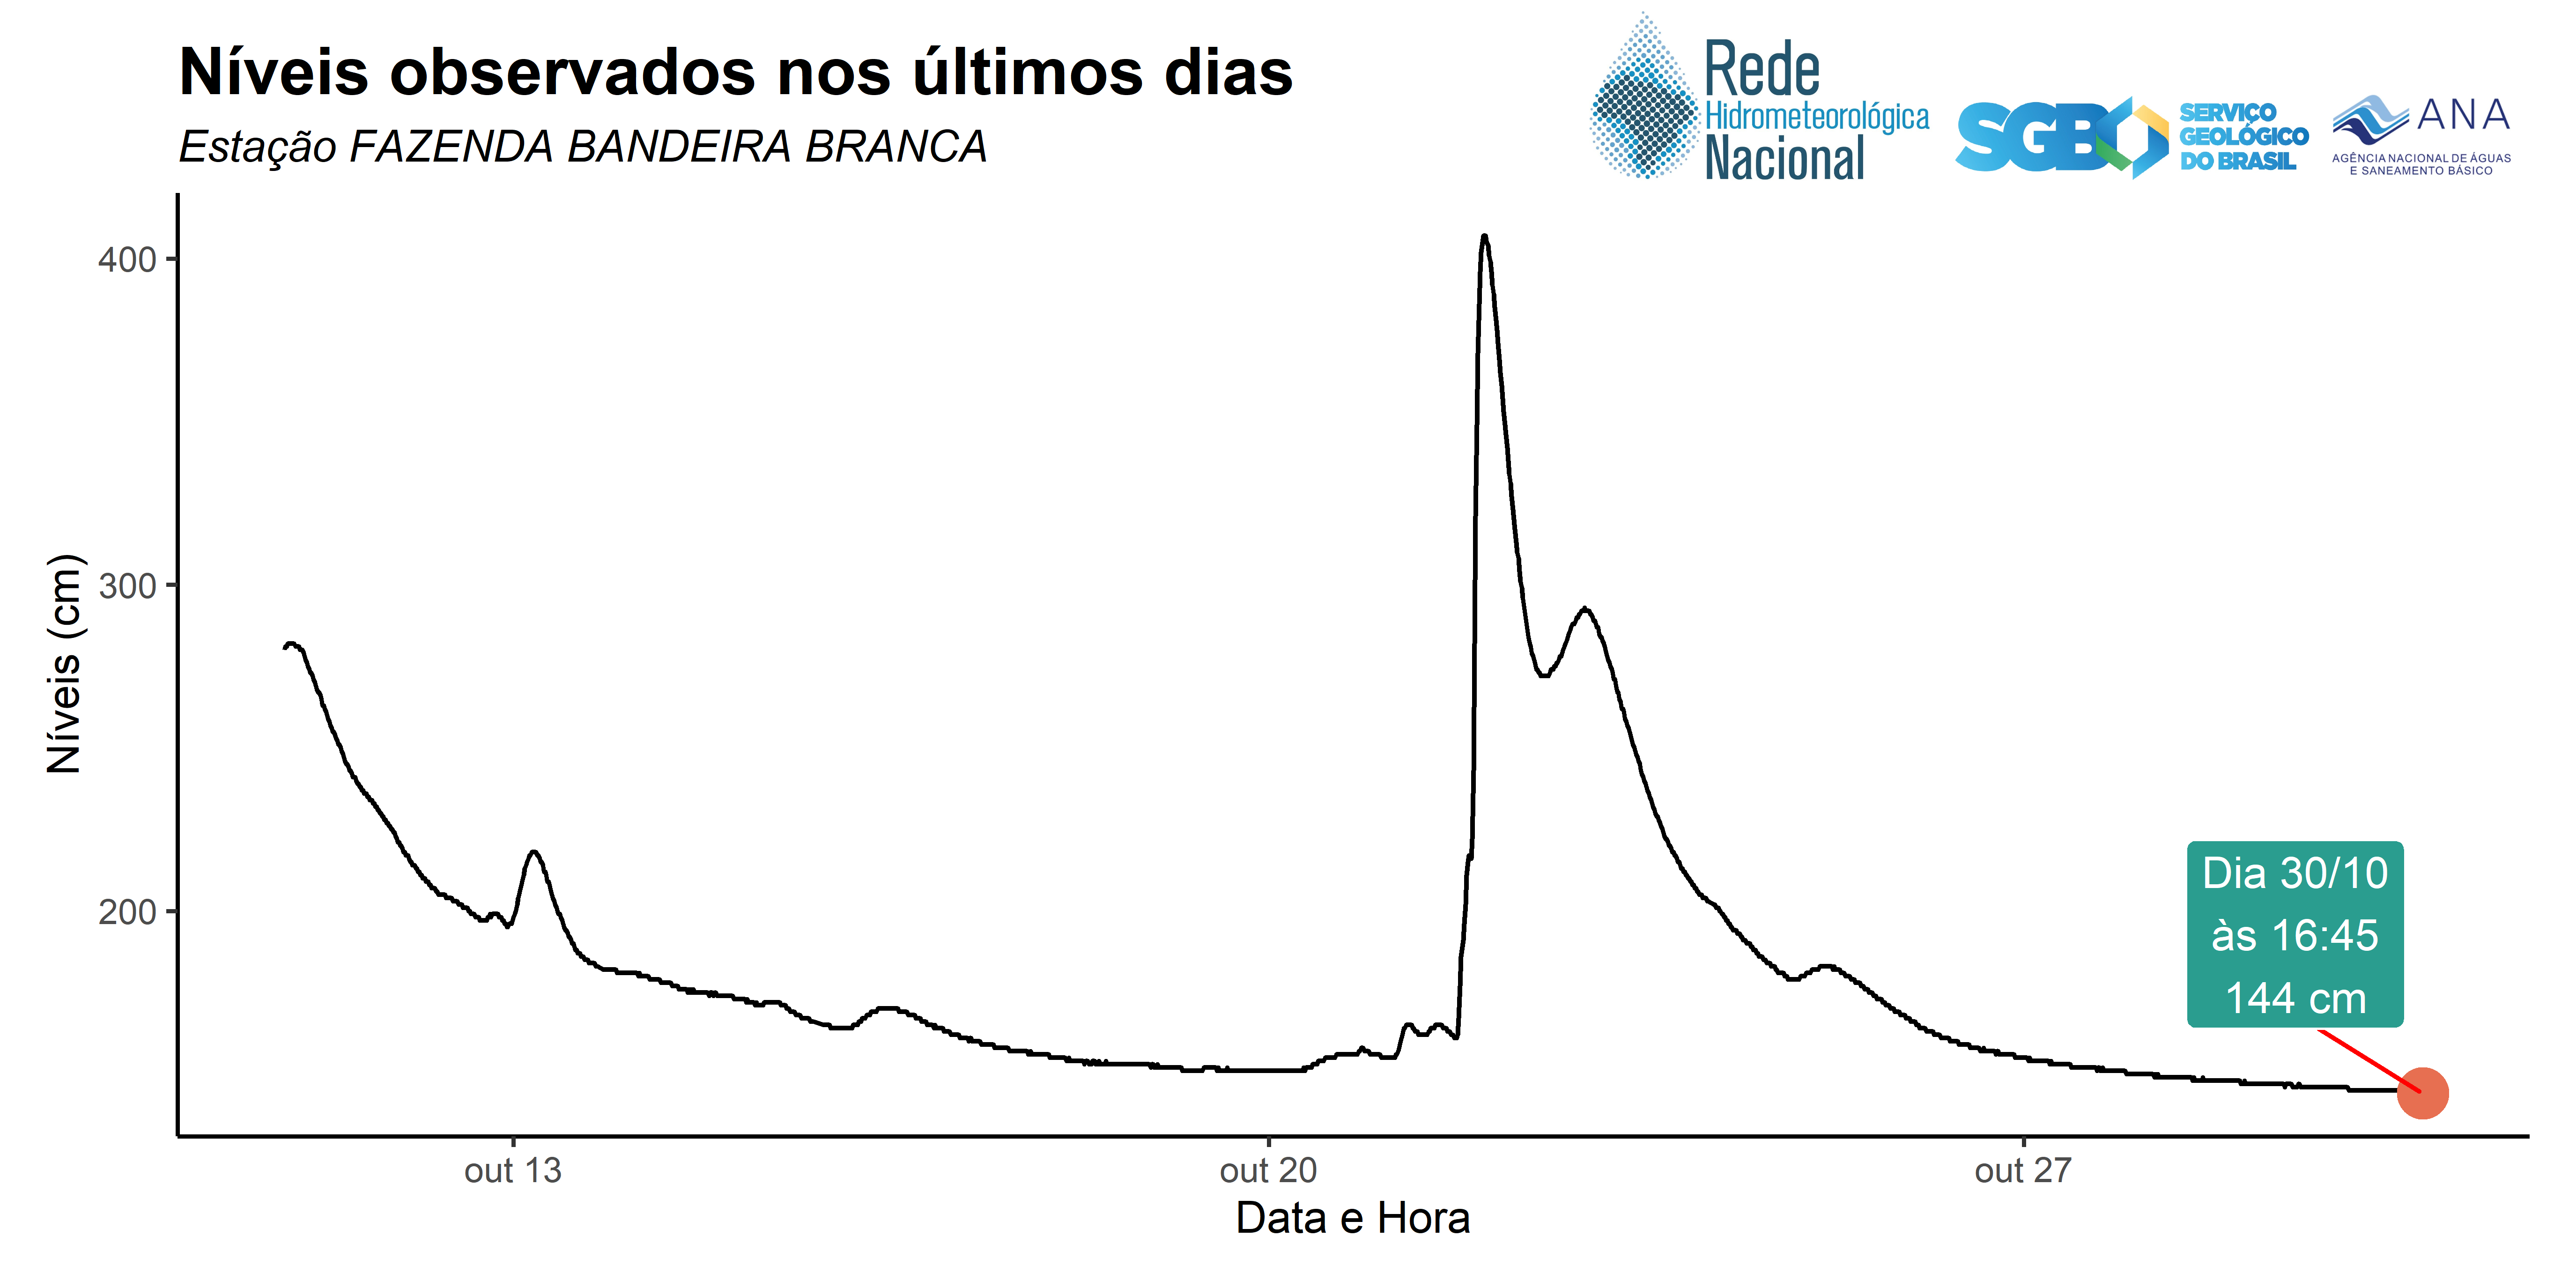 Níveis observados nos últimos dias
Estação FAZENDA BANDEIRA BRANCA
Rede
Hidrometeorológica
Nacional
SGB
SERVIÇO
GEOLÓGICO
DO BRASIL
ANA
AGÊNCIA NACIONAL DE ÁGUAS
E SANEAMENTO BÁSICO
400
300
200
Níveis (cm)
Dia 30/10
às 16:45
144 cm
out 13
out 20
out 27
Data e Hora